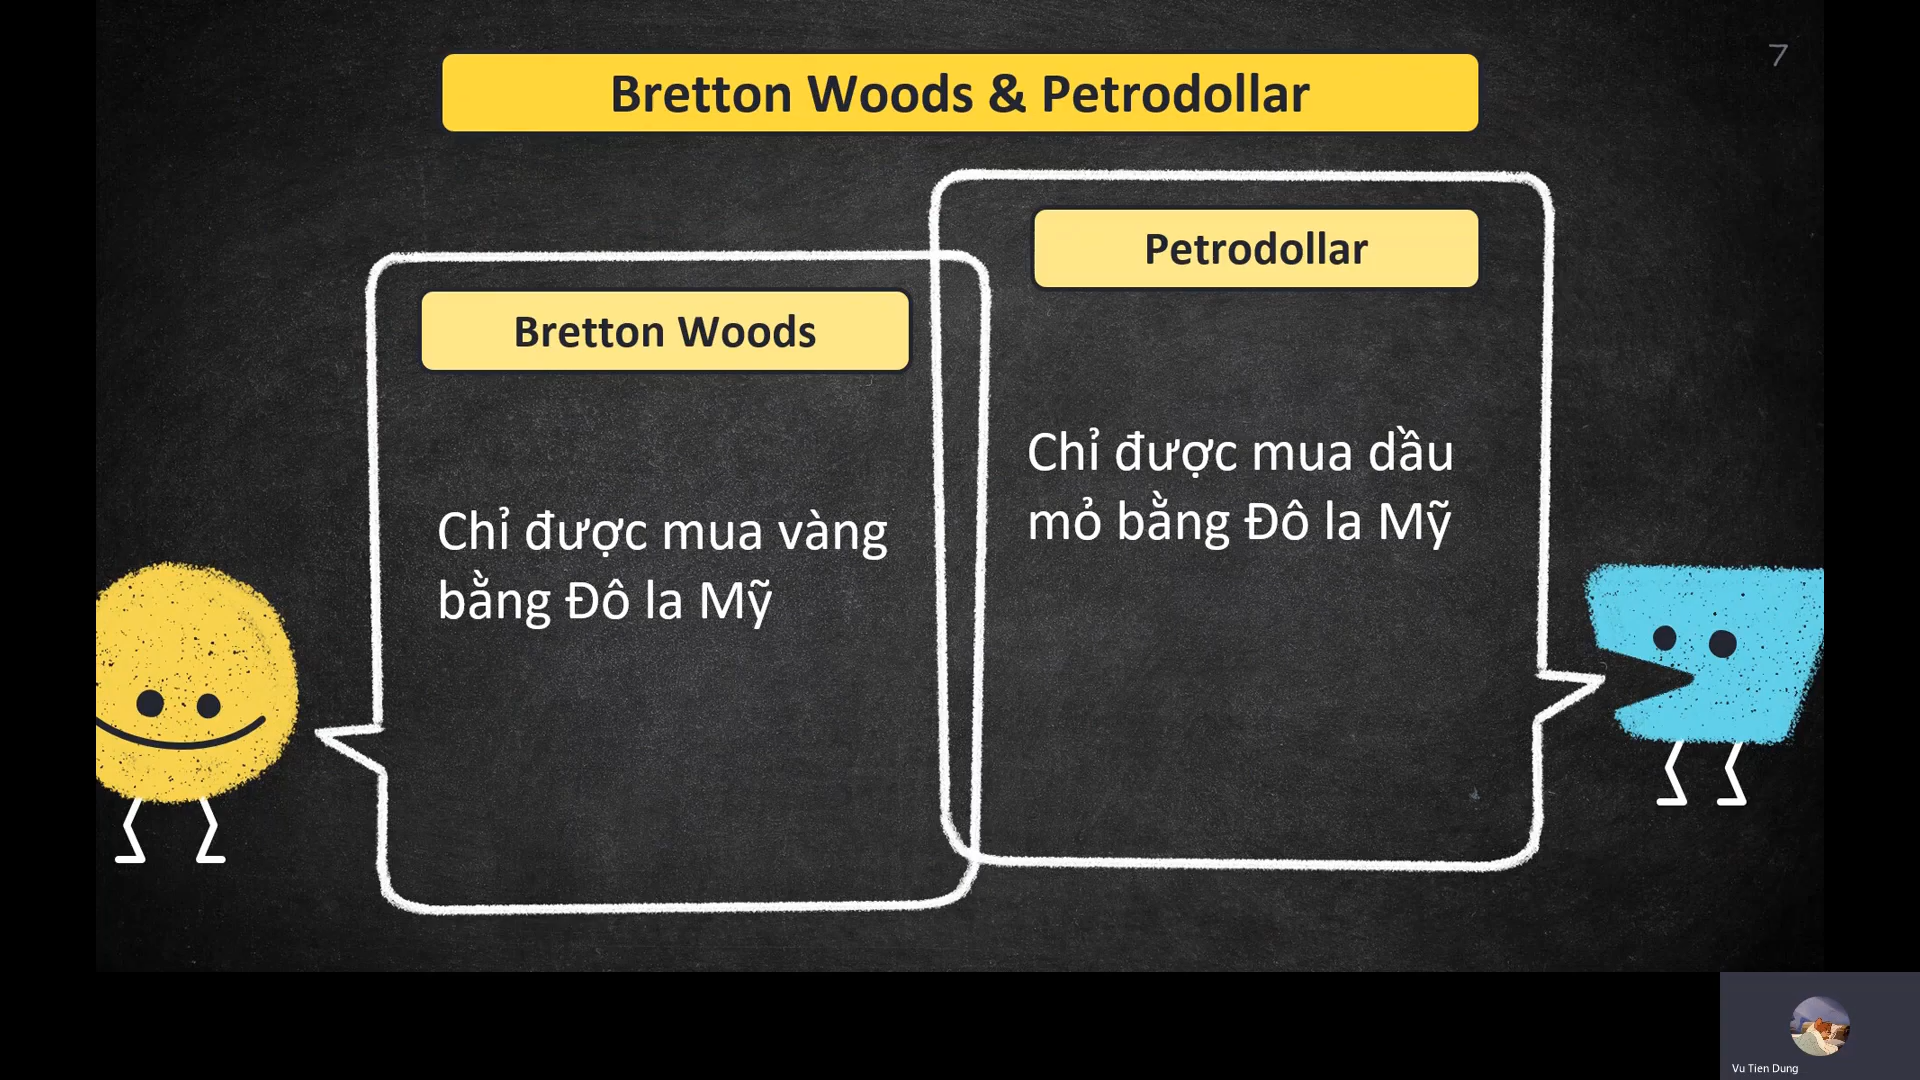 7
Bretton Woods & Petrodollar
Bretton Woods
Chỉ được mua vàng
bằng Đô la Mỹ
Petrodollar
Chỉ được mua dầu
mỏ bằng Đô la Mỹ
Vu Tien Dung